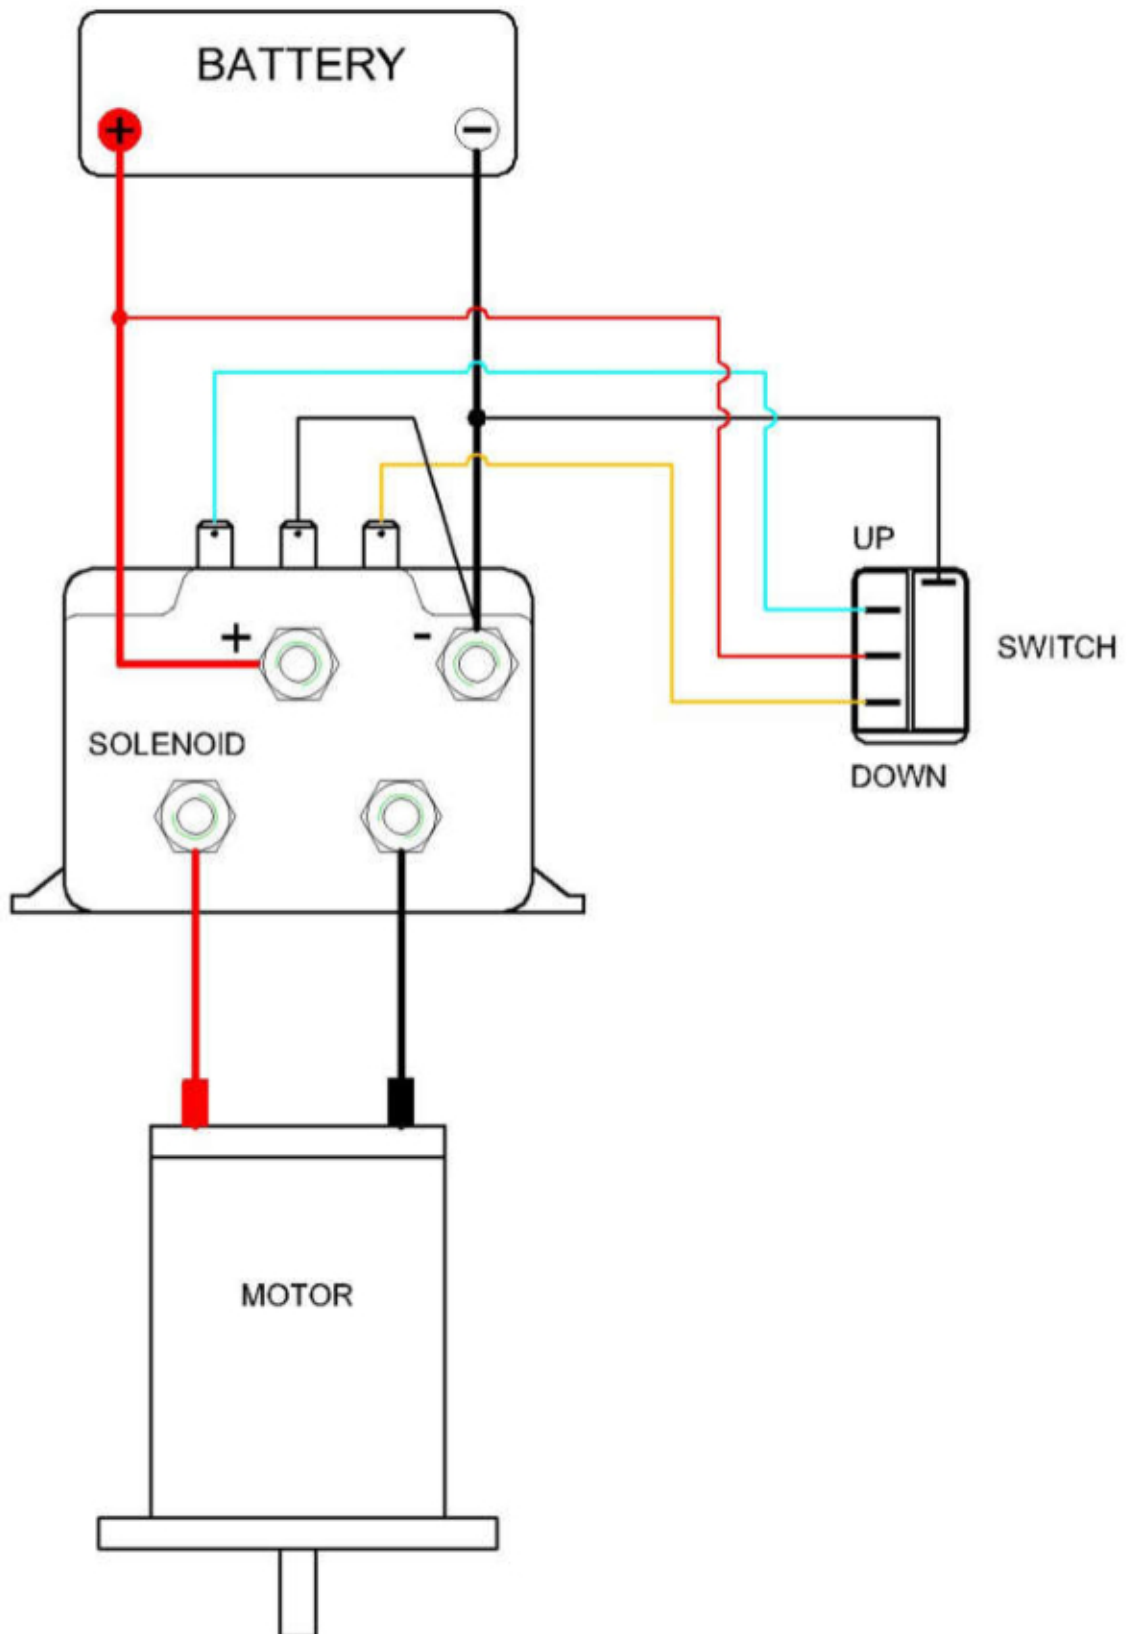 BATTERY
+ -
UP
+ -
SWITCH
SOLENOID
DOWN
MOTOR